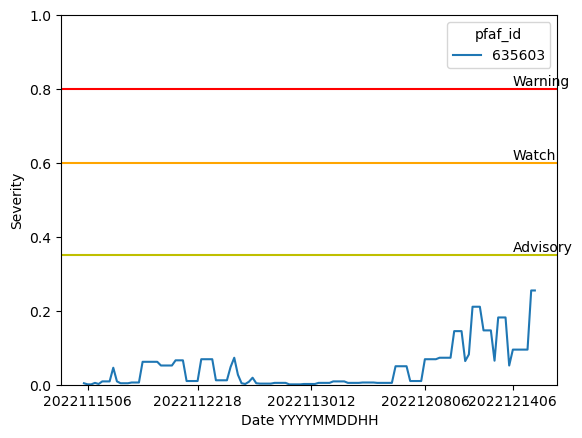 1.0
pfaf_id
635603
Warning
0.8
Watch
0.6
Severity
0.4
Advisory
0.2
0.0
2022111506 2022112218 2022113012 2022120806 2022121406
Date YYYYMMDDHH